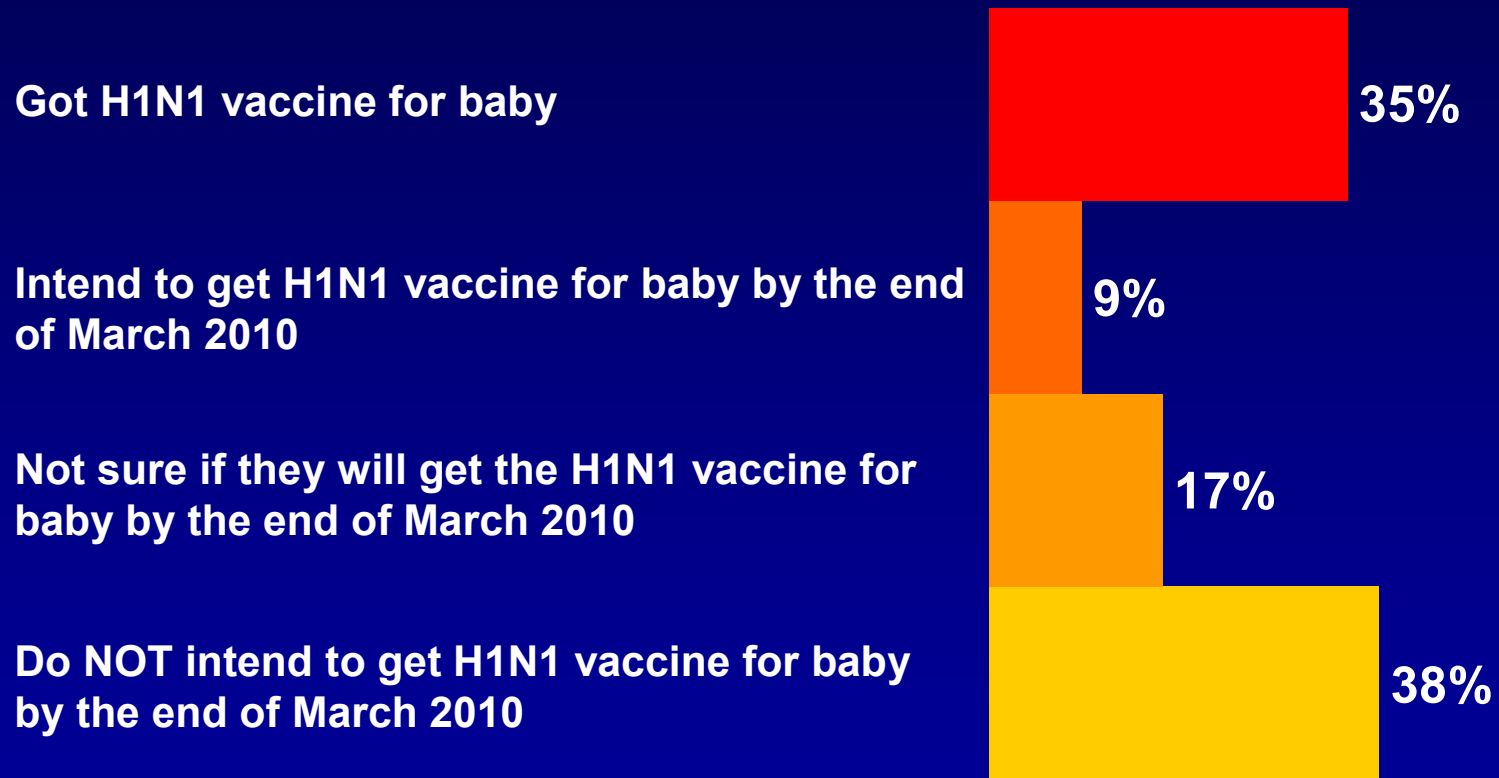 Got H1N1 vaccine for baby
35%
Intend to get H1N1 vaccine for baby by the end
of March 2010
9%
Not sure if they will get the H1N1 vaccine for
baby by the end of March 2010
17%
Do NOT intend to get H1N1 vaccine for baby
by the end of March 2010
38%